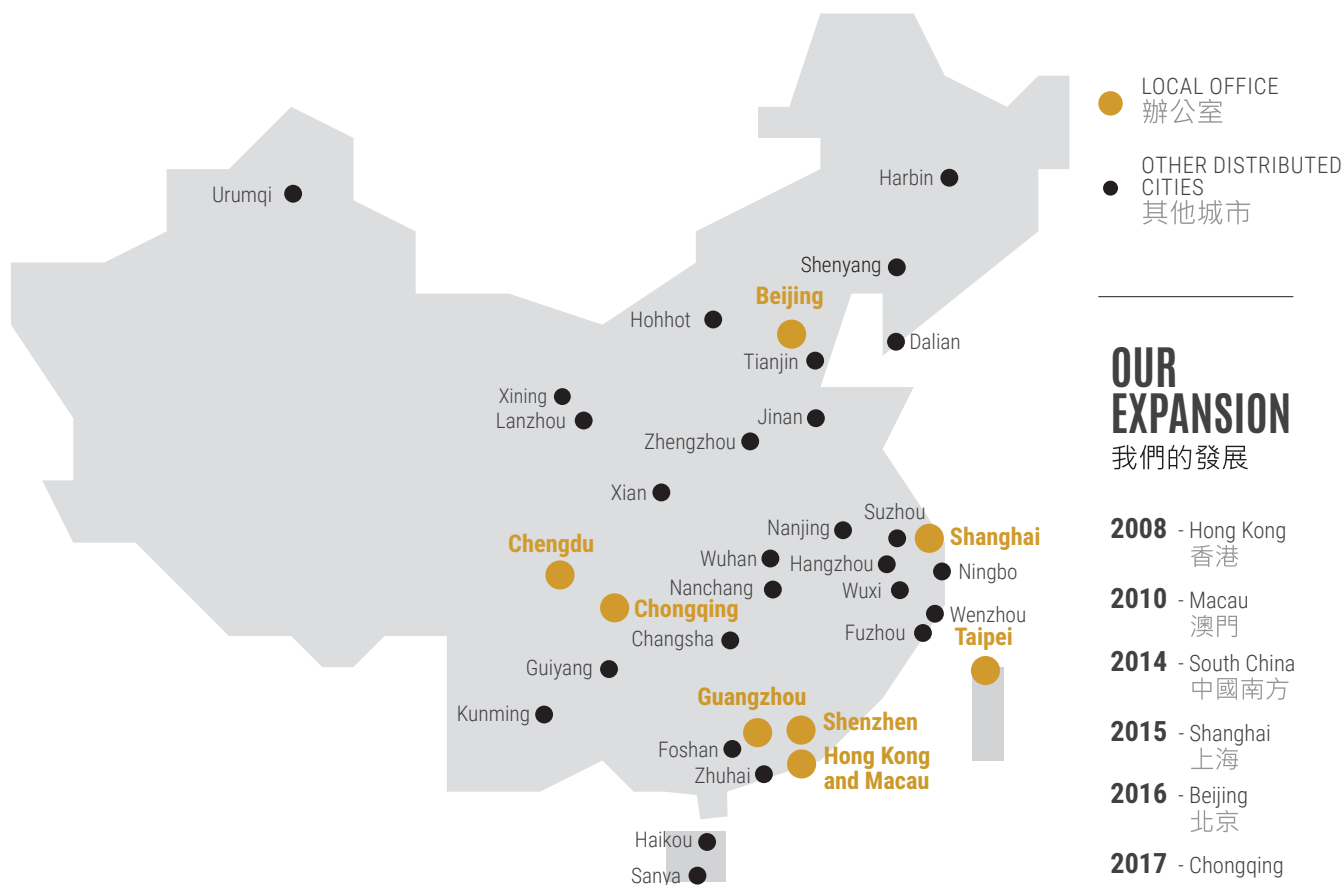 LOCAL OFFICE
辦公室
OTHER DISTRIBUTED
CITIES
其他城市
Urumqi
Harbin
Shenyang
Beijing
Hohhot
Dalian
Tianjin
Xining
Lanzhou
Jinan
Zhengzhou
Xian
Suzhou
Nanjing
Shanghai
Chengdu
Wuhan
Hangzhou
Ningbo
Nanchang
Wuxi
Chongqing
Wenzhou
Changsha
Fuzhou
Taipei
Guiyang
Guangzhou
Kunming
Shenzhen
Foshan
Hong Kong
and Macau
Zhuhai
Haikou
Sanya
OUR
EXPANSION
我們的發展
2008 - Hong Kong
香港
2010 - Macau
澳門
2014 - South China
中國南方
2015 - Shanghai
上海
2016 - Beijing
北京
2017 - Chongqing